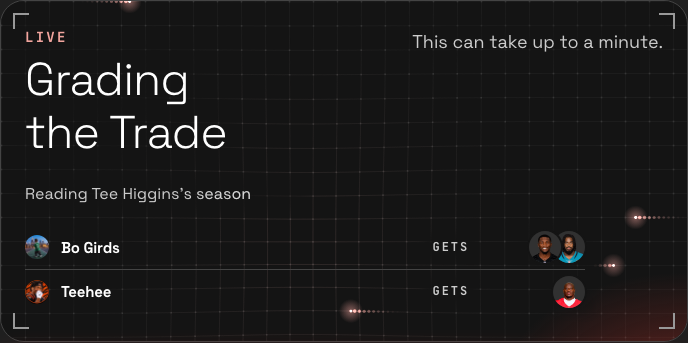 LIVE
This can take up to a minute.
Grading
the Trade
Reading Tee Higgins's season
Bo Girds GETS
Teehee GETS